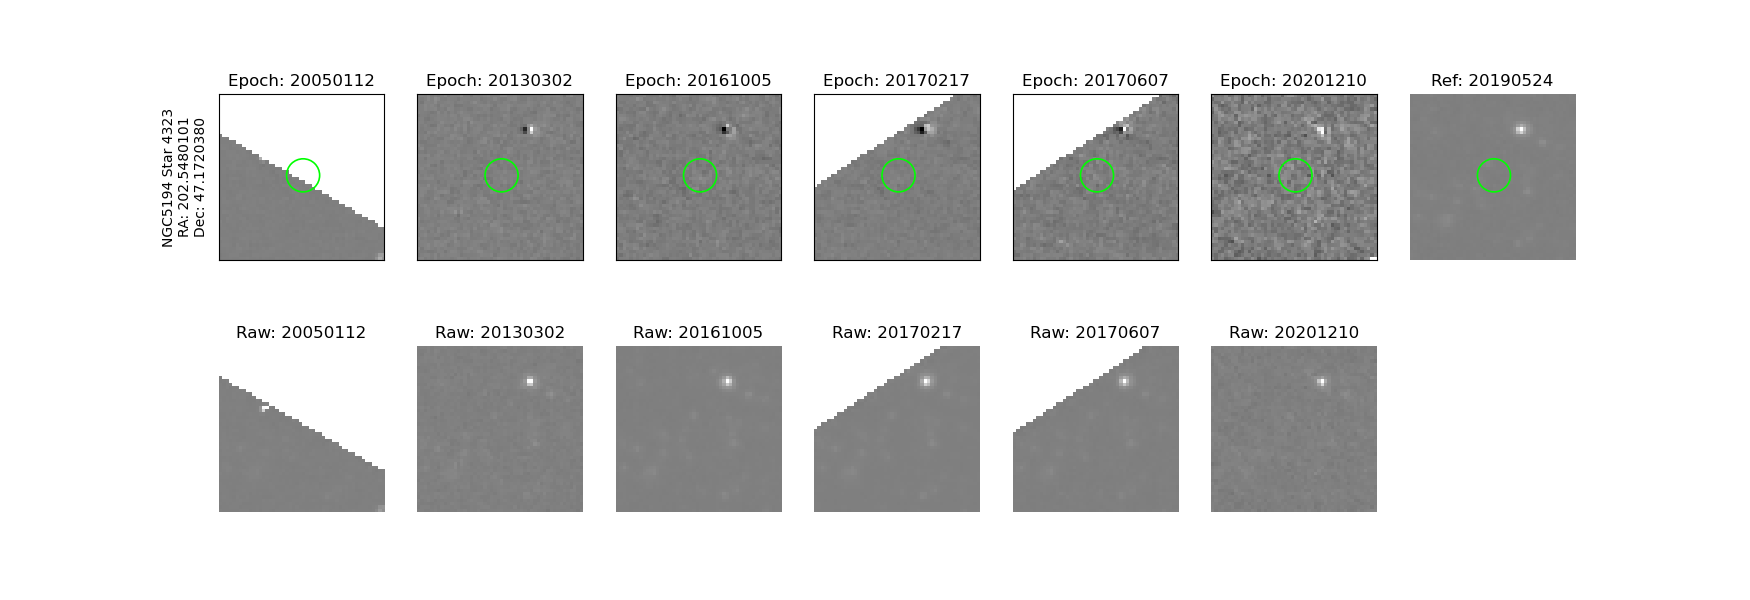 Epoch: 20050112
Epoch: 20130302
Epoch: 20161005
Epoch: 20170217
Epoch: 20170607
Epoch: 20201210
Ref: 20190524
NGC5194 Star 4323
RA: 202.5480101
Dec: 47.1720380
Raw: 20050112
Raw: 20130302
Raw: 20161005
Raw: 20170217
Raw: 20170607
Raw: 20201210